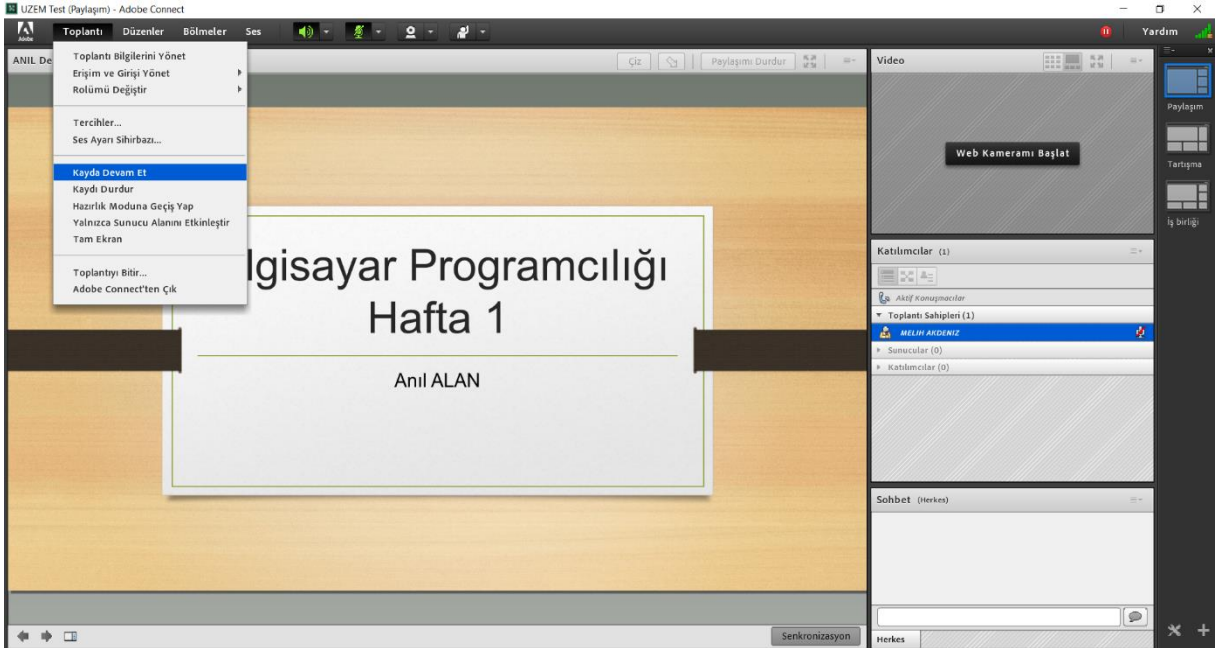 UZEM Test (Paylaşım) - Adobe Connect
Adobe
Toplantı Düzenler Bölmeler Ses
Yardım
ANIL De
Toplantı Bilgilerini Yönet
Erişim ve Girişi Yönet
Rolümü Değiştir
Tercihler...
Ses Ayarı Sihirbazı...
Kayda Devam Et
Kaydı Durdur
Hazırlık Moduna Geçiş Yap
Yalnızca Sunucu Alanını Etkinleştir
Tam Ekran
Toplantıyı Bitir...
Adobe Connect'ten Çık
Çiz
Paylaşımı Durdur
lgisayar Programcılığı
Hafta 1
Anıl ALAN
Senkronizasyon
Video
Web Kameramı Başlat
Katılımcılar (1)
Aktif Konuşmacılar
Toplantı Sahipleri (1)
MELIH AKDENIZ
Sunucular (0)
Katılımcılar (0)
Sohbet (Herkes)
Herkes
Paylaşım
Tartışma
İş birliği